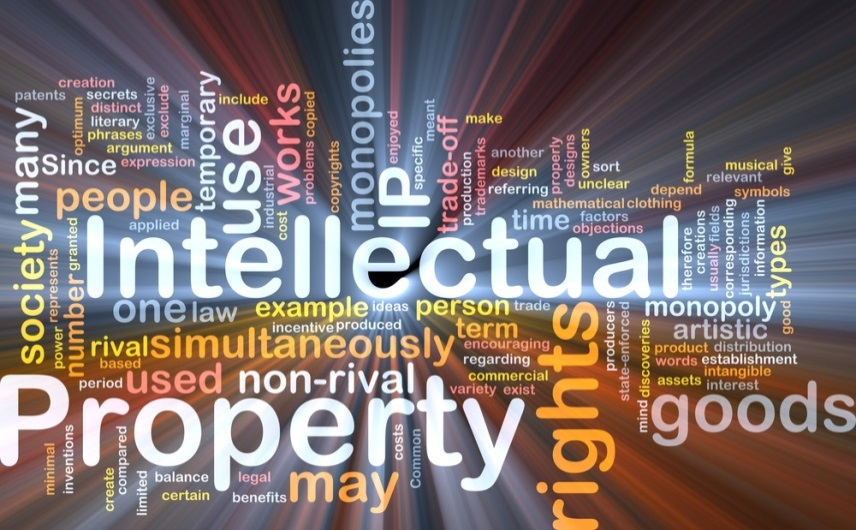 creation
patents
secrets
distinct
literary
phrases
argument
expression
optimum
exclusive
exclude
marginal
temporary
include
use
works
problems
copied
industrial
cost
copyrights
monopolies
enjoyed
specific
meant
IP
trade-off
make
production
trademarks
another
design
referring
properly
designs
owners
sort
unclear
mathematical
clothing
depend
formula
musical
give
relevant
symbols
time
factors
objections
many
Since
people
applied
society
represents
granted
number
power
Intellectual
therefore
creations
usually
fields
corresponding
jurisdictions
information
types
good
one
law
example
ideas
person
trade
incentive
produced
term
monopoly
artistic
rival
simultaneously
encouraging
regarding
based
period
used
non-rival
commercial
variety
exist
rights
producers
state-enforced
discoveries
mind
product
distribution
words
establishment
intangible
assets
interest
Property
goods
minimal
inventions
create
compared
limited
balance
certain
legal
benefits
may
costs
Common